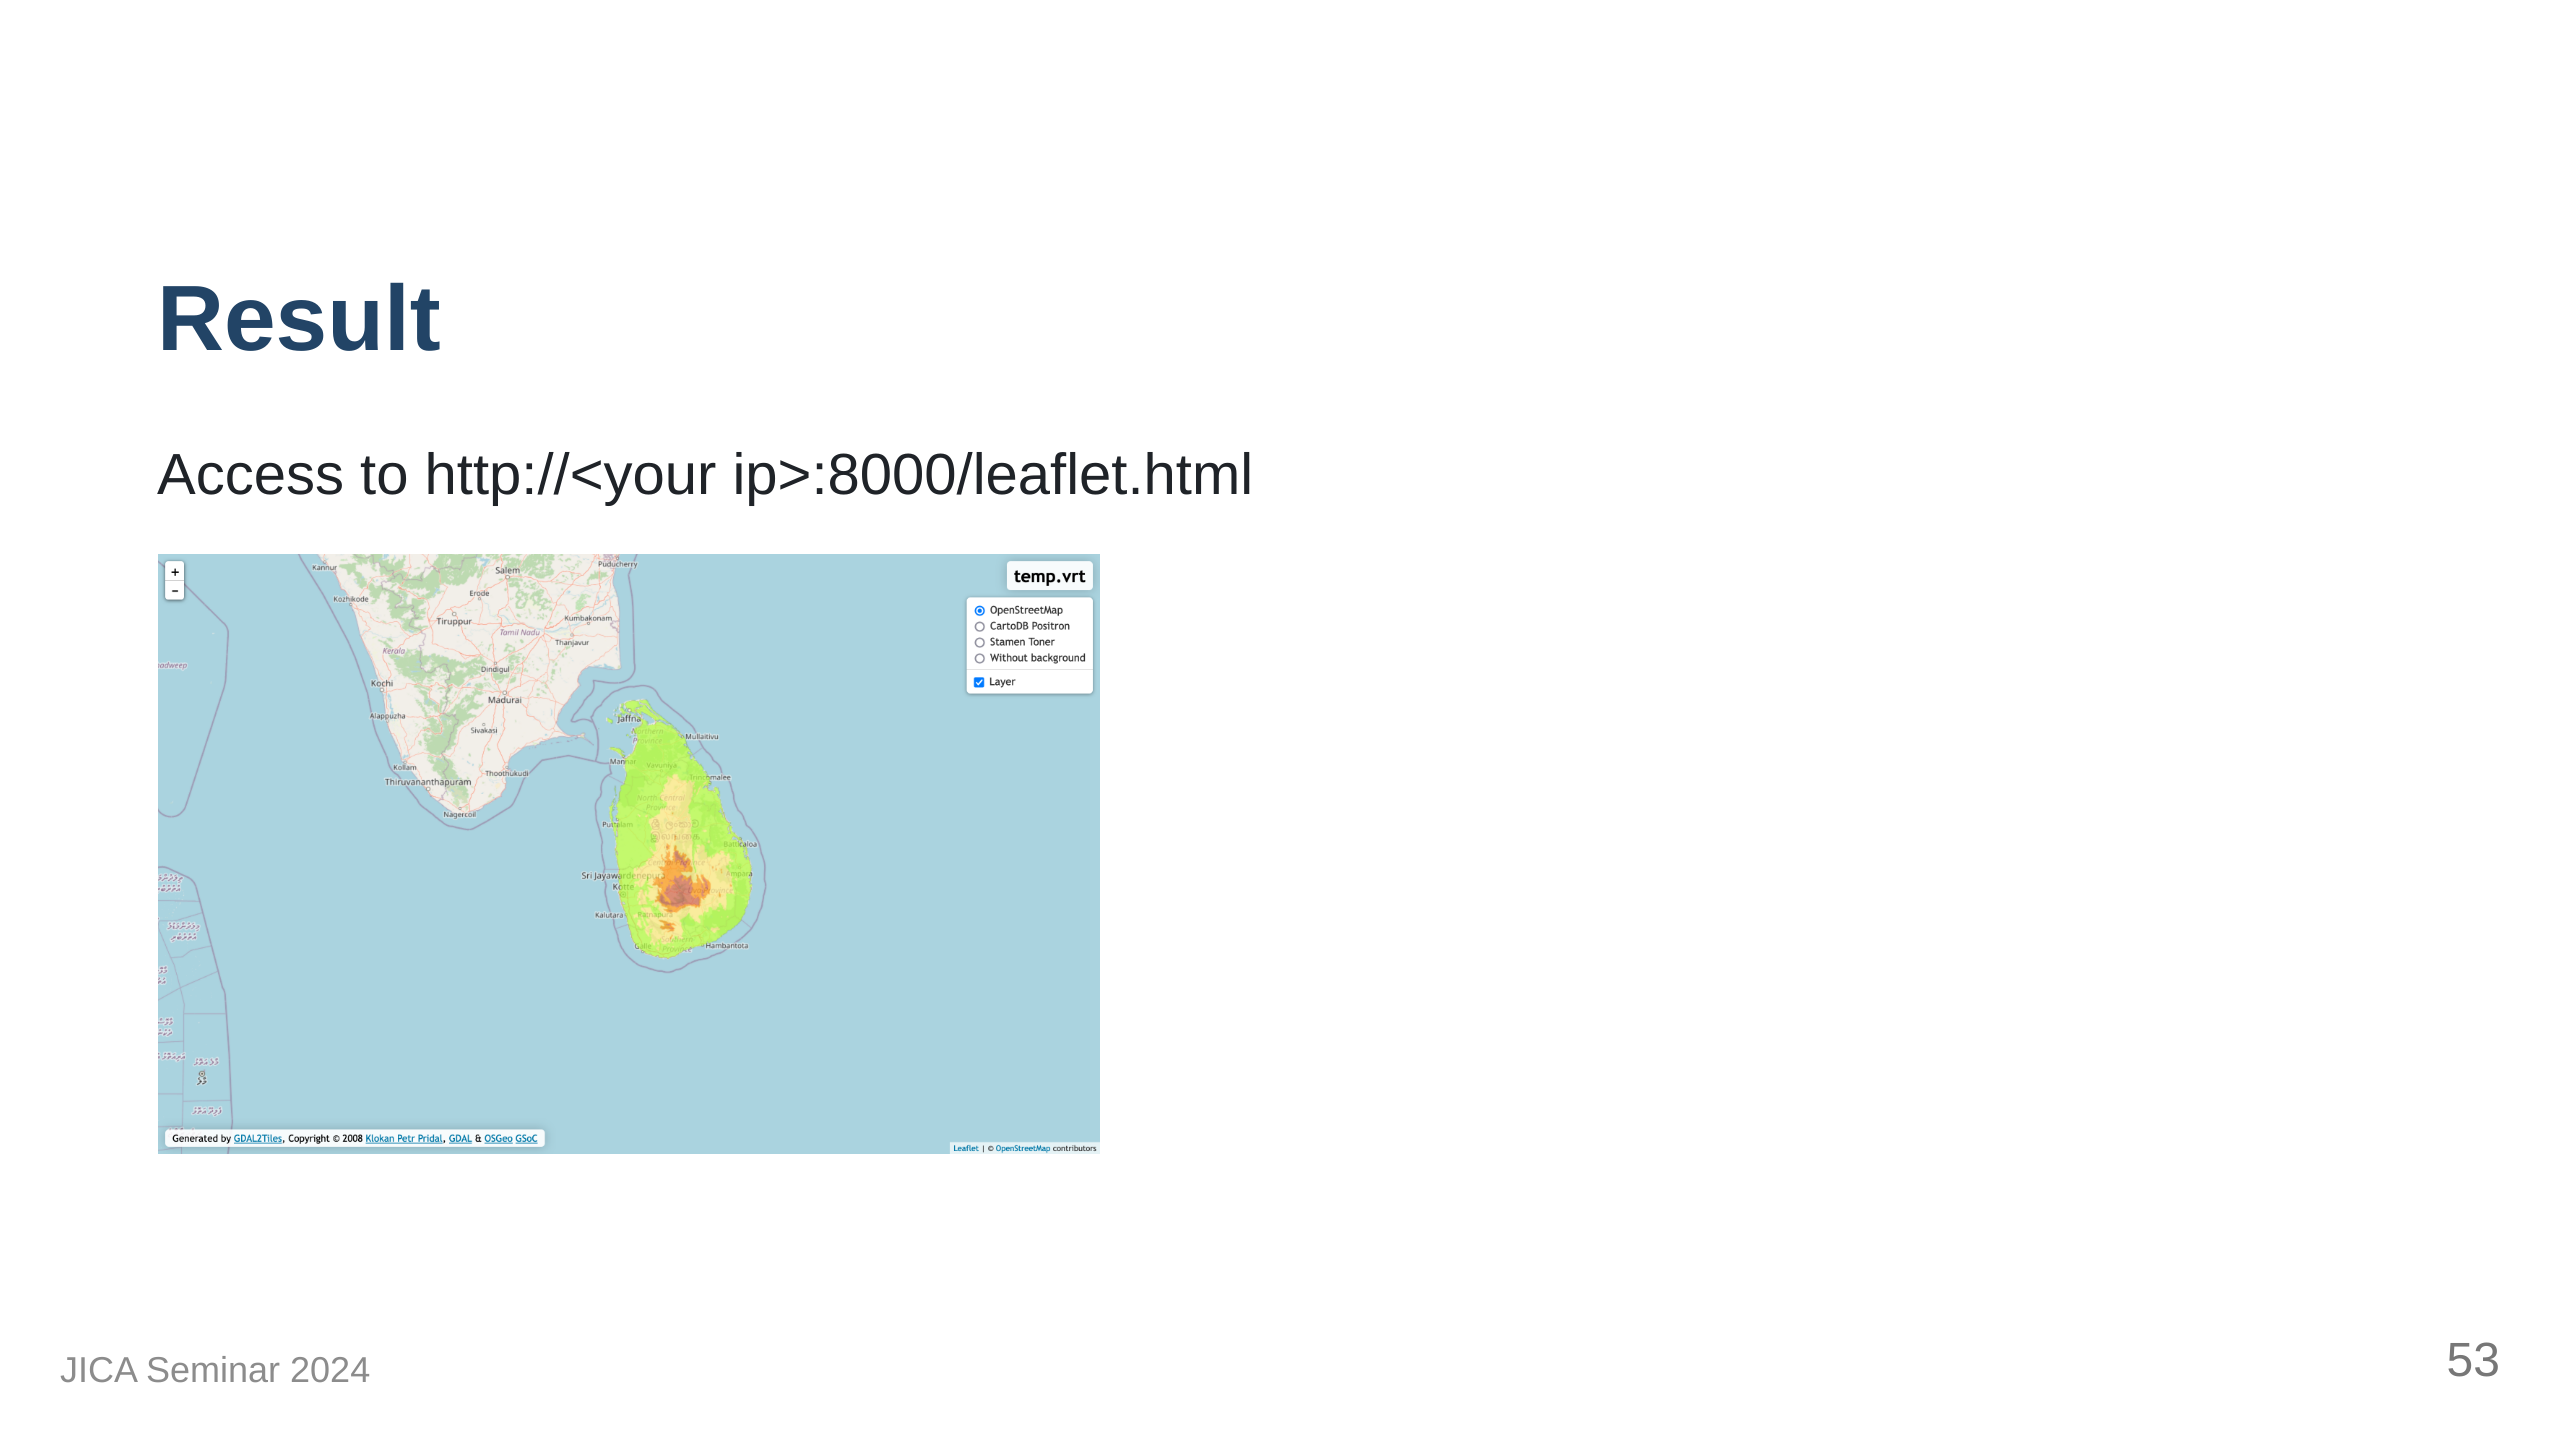 Result
Access to http://<your ip>:8000/leaflet.html
+
−
temp.vrt
OpenStreetMap
CartoDB Positron
Stamen Toner
Without background
Layer
Kannur
Salem
Puducherry
Kozhikode
Erode
Tiruppur
Kumbakonam
Tamil Nadu
Thanjavur
Kerala
Dindigul
Kochi
Madurai
Alappuzha
Sivakasi
Jaffna
Mullaitivu
Kollam
Thoothukudi
Mannar
Vavuniya
Thiruvananthapuram
Trincomalee
Nagercoil
North Central
Province
Puttalam
Batticaloa
Sri Jayawardenepura
Kotte
Ampara
Kalutara
Ratnapura
Galle
Hambantota
Generated by GDAL2Tiles, Copyright © 2008 Klokan Petr Pridal, GDAL & OSGeo GSoC
Leaflet | © OpenStreetMap contributors
JICA Seminar 2024
53